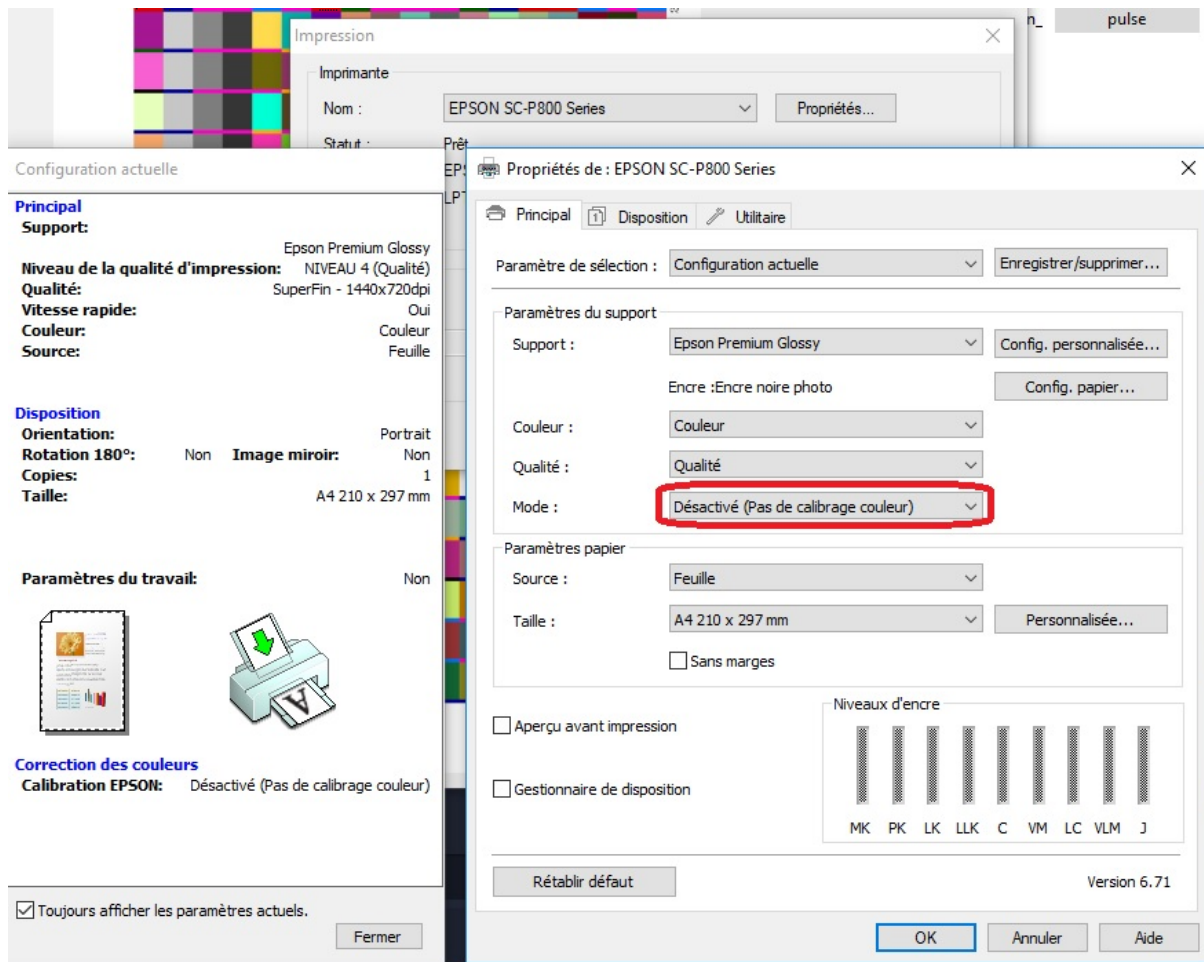 pulse
Impression
Imprimante
Nom :
EPSON SC-P800 Series
Propriétés...
Statut :
Prêt
Configuration actuelle
Principal
Support:
Epson Premium Glossy
Niveau de la qualité d'impression: NIVEAU 4 (Qualité)
Qualité: SuperFin - 1440x720dpi
Vitesse rapide: Oui
Couleur: Couleur
Source: Feuille
Disposition
Orientation: Portrait
Rotation 180°: Non Image miroir: Non
Copies: 1
Taille: A4 210 x 297 mm
Paramètres du travail: Non
Correction des couleurs
Calibration EPSON: Désactivé (Pas de calibrage couleur)
Toujours afficher les paramètres actuels.
Fermer
Propriétés de : EPSON SC-P800 Series
Principal Disposition Utilitaire
Paramètre de sélection : Configuration actuelle Enregistrer/supprimer...
Paramètres du support
Support : Epson Premium Glossy Config. personnalisée...
Encre :Encre noire photo Config. papier...
Couleur : Couleur
Qualité : Qualité
Mode : Désactivé (Pas de calibrage couleur)
Paramètres papier
Source : Feuille
Taille : A4 210 x 297 mm Personnalisée...
Sans marges
Aperçu avant impression
Gestionnaire de disposition
Niveaux d'encre
MK PK LK LLK C VM LC VLM J
Rétablir défaut
Version 6.71
OK Annuler Aide